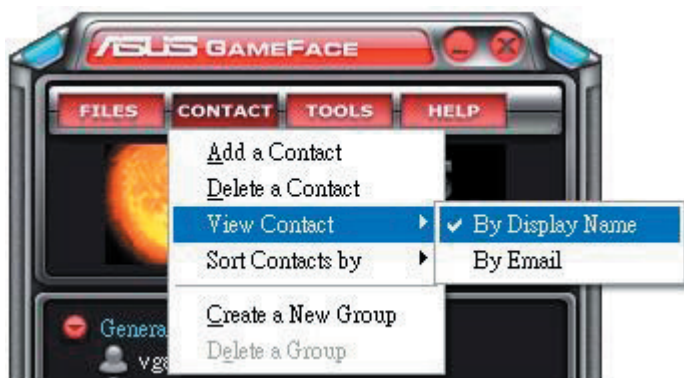 ASUS GAMEFACE
FILES CONTACT TOOLS HELP
Add a Contact
Delete a Contact
View Contact
By Display Name
Sort Contacts by
By Email
Create a New Group
Delete a Group